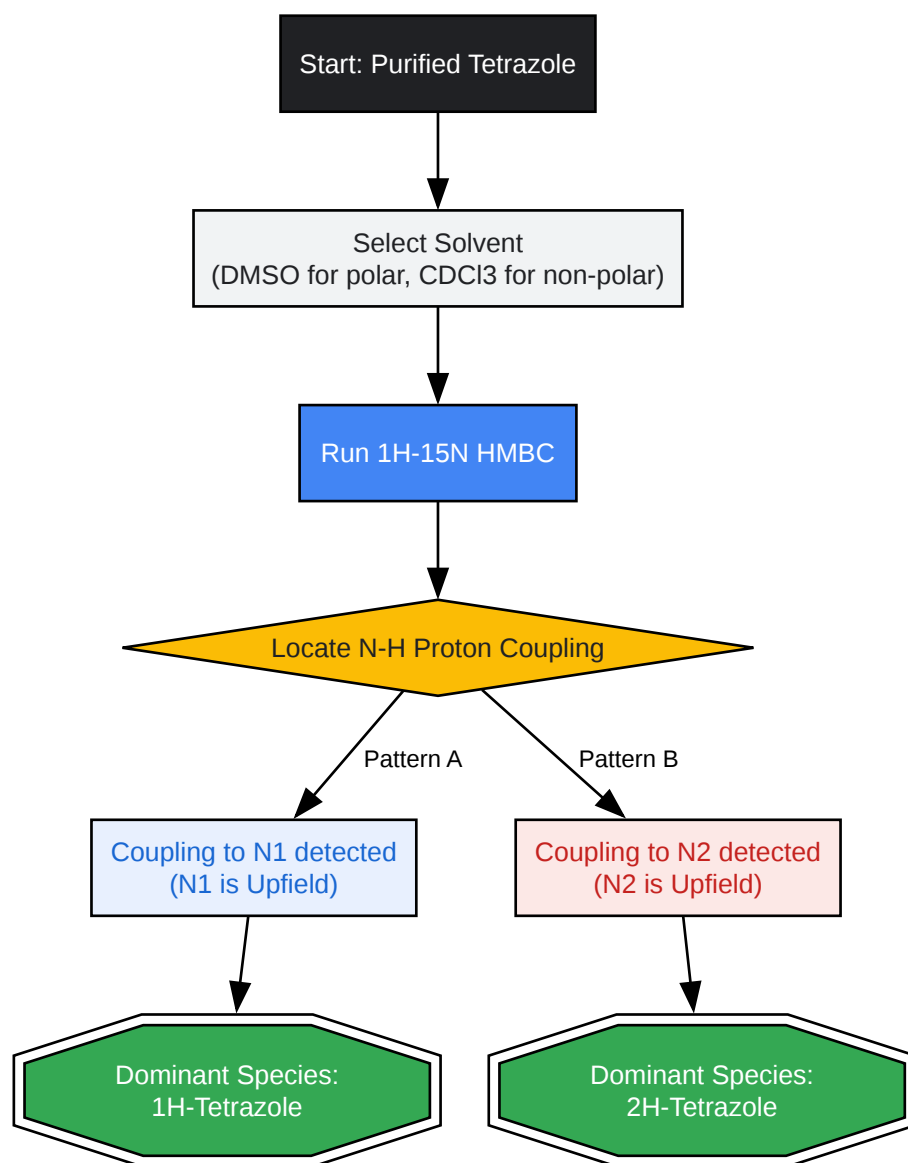 Start: Purified Tetrazole
Select Solvent
(DMSO for polar, CDCl3 for non-polar)
Run 1H-15N HMBC
Locate N-H Proton Coupling
Pattern A
Pattern B
Coupling to N1 detected
(N1 is Upfield)
Coupling to N2 detected
(N2 is Upfield)
Dominant Species:
1H-Tetrazole
Dominant Species:
2H-Tetrazole